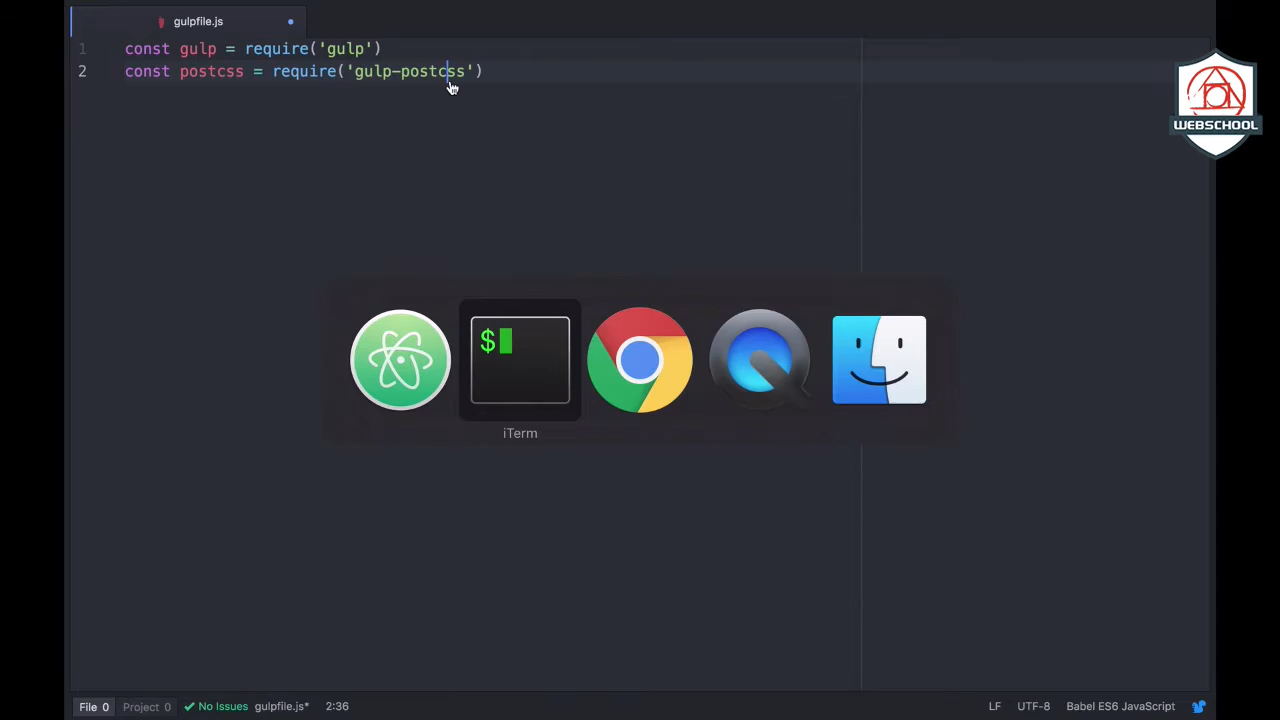 gulpfile.js
1 const gulp = require('gulp')
2 const postcss = require('gulp-postcss')
WEBSCHOOL
$
iTerm
File 0 Project 0 No Issues gulpfile.js* 2:36 LF UTF-8 Babel ES6 JavaScript